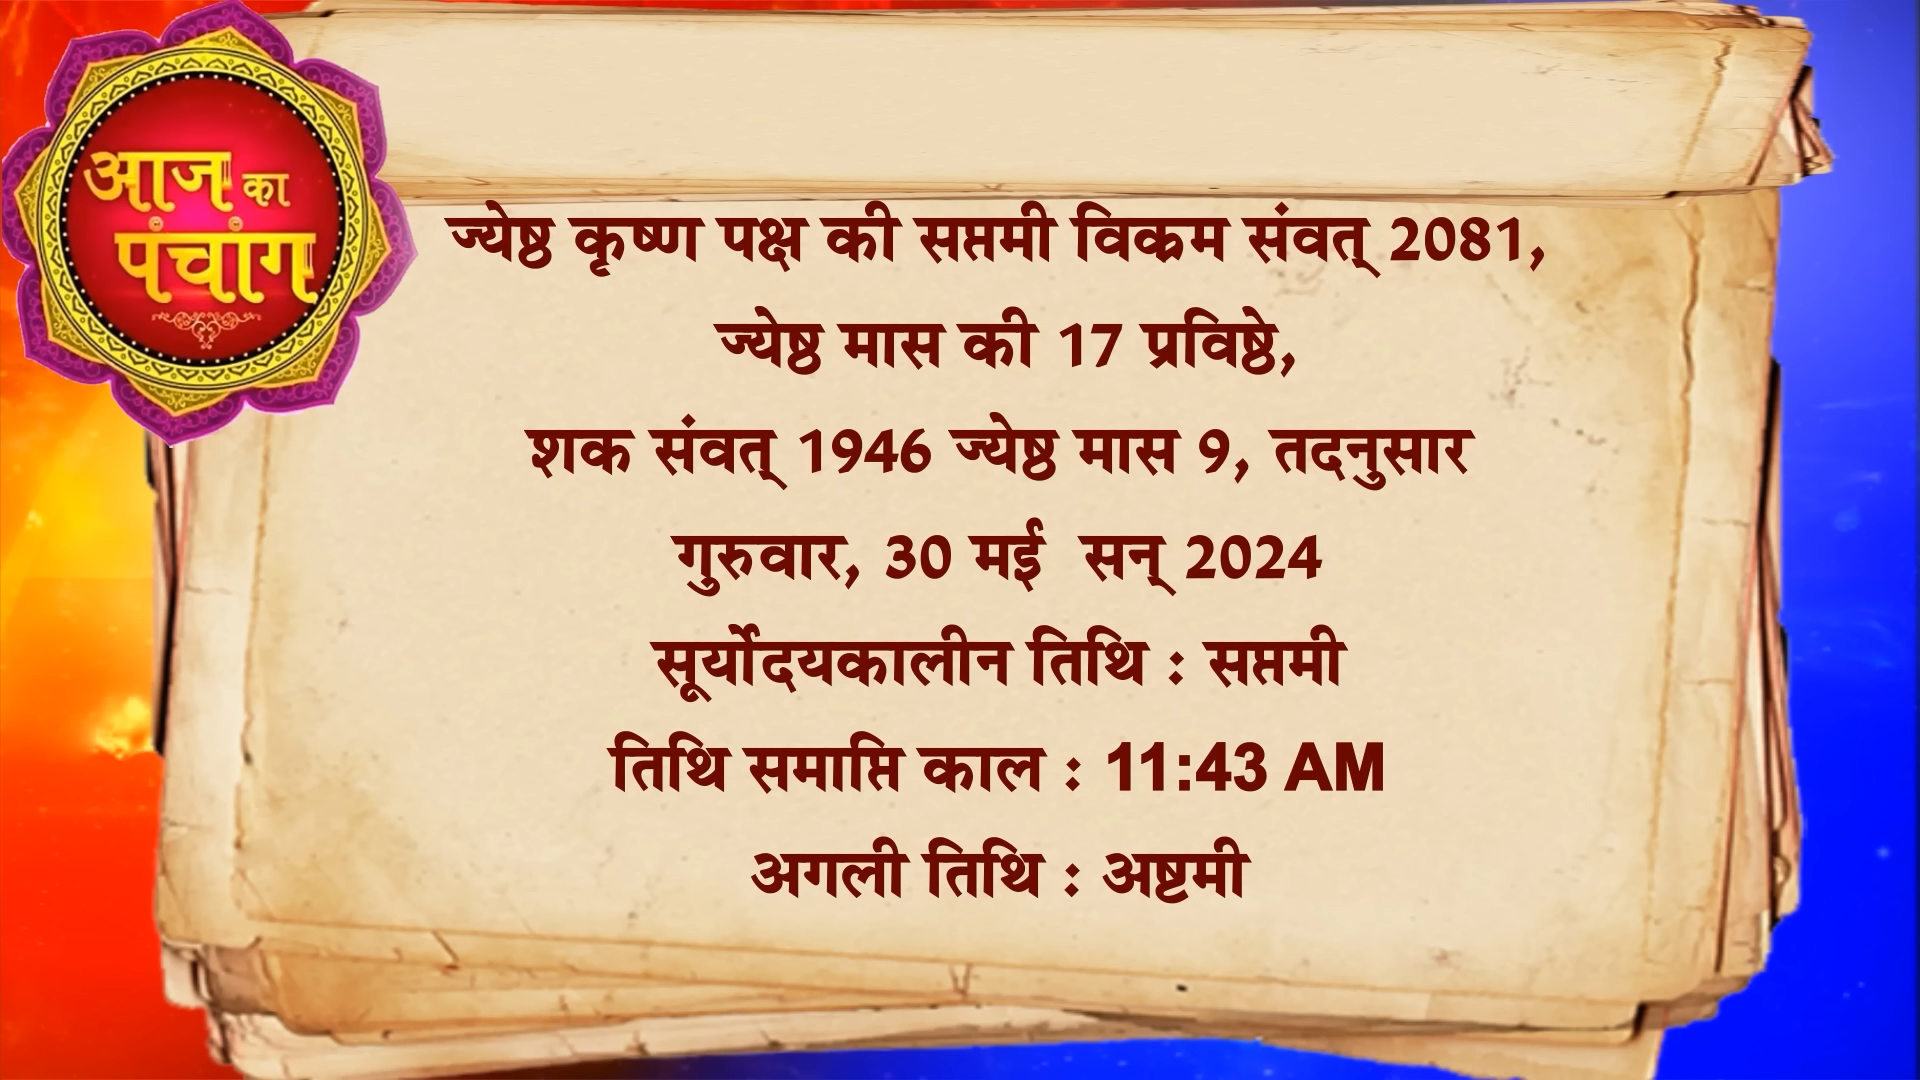 आज का
पंचांग
ज्येष्ठ कृष्ण पक्ष की सप्तमी विक्रम संवत् 2081,
ज्येष्ठ मास की 17 प्रविष्ठे,
शक संवत् 1946 ज्येष्ठ मास 9, तदनुसार
गुरुवार, 30 मई सन् 2024
सूर्योदयकालीन तिथि : सप्तमी
तिथि समाप्ति काल : 11:43 AM
अगली तिथि : अष्टमी